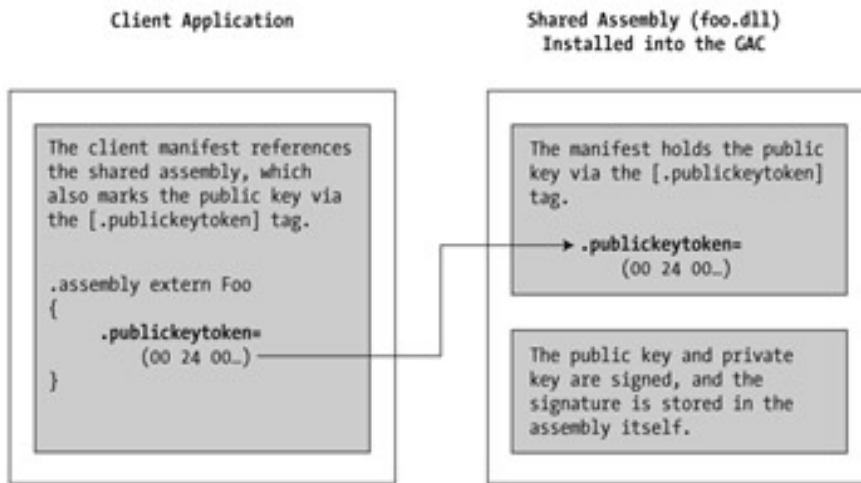 Client Application
Shared Assembly (foo.dll)
Installed into the GAC
The client manifest references
the shared assembly, which
also marks the public key via
the [.publickeytoken] tag.
.assembly extern Foo
{
.publickeytoken=
(00 24 00…)
}
The manifest holds the public
key via the [.publickeytoken]
tag.
.publickeytoken=
(00 24 00…)
The public key and private
key are signed, and the
signature is stored in the
assembly itself.